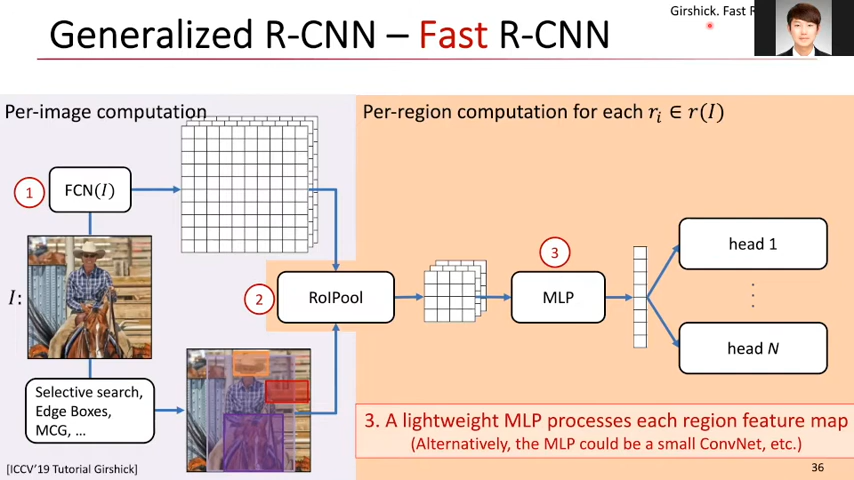 Girshick. Fast R
Generalized R-CNN – Fast R-CNN
Per-image computation
Per-region computation for each rᵢ ∈ r(I)
1
FCN(I)
3
head 1
I:
2
RoIPool
MLP
head N
Selective search,
Edge Boxes,
MCG, ...
3. A lightweight MLP processes each region feature map
(Alternatively, the MLP could be a small ConvNet, etc.)
[ICCV'19 Tutorial Girshick]
36